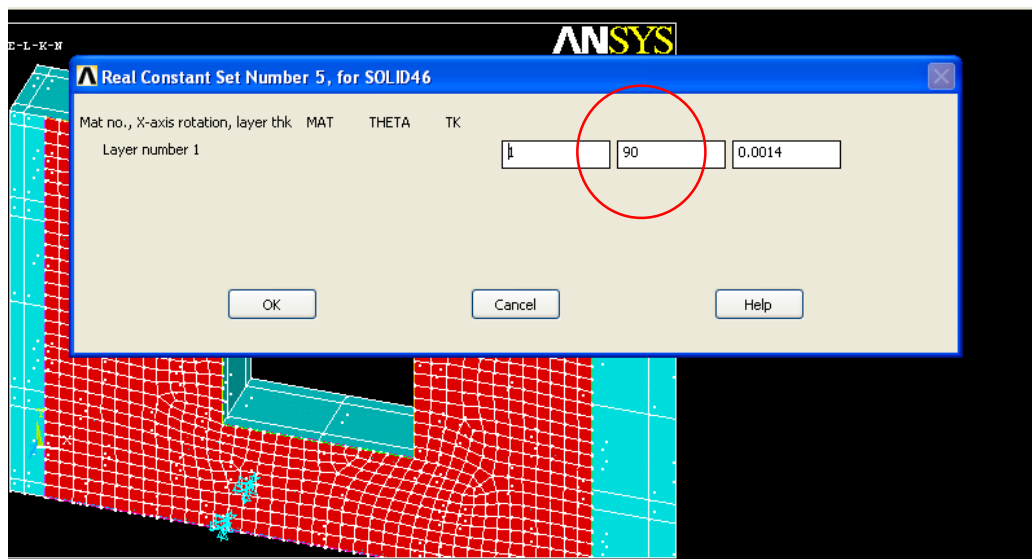 E-L-K-N
ANSYS
Real Constant Set Number 5, for SOLID46
Mat no., X-axis rotation, layer thk MAT THETA TK
Layer number 1 1 90 0.0014
OK Cancel Help
X